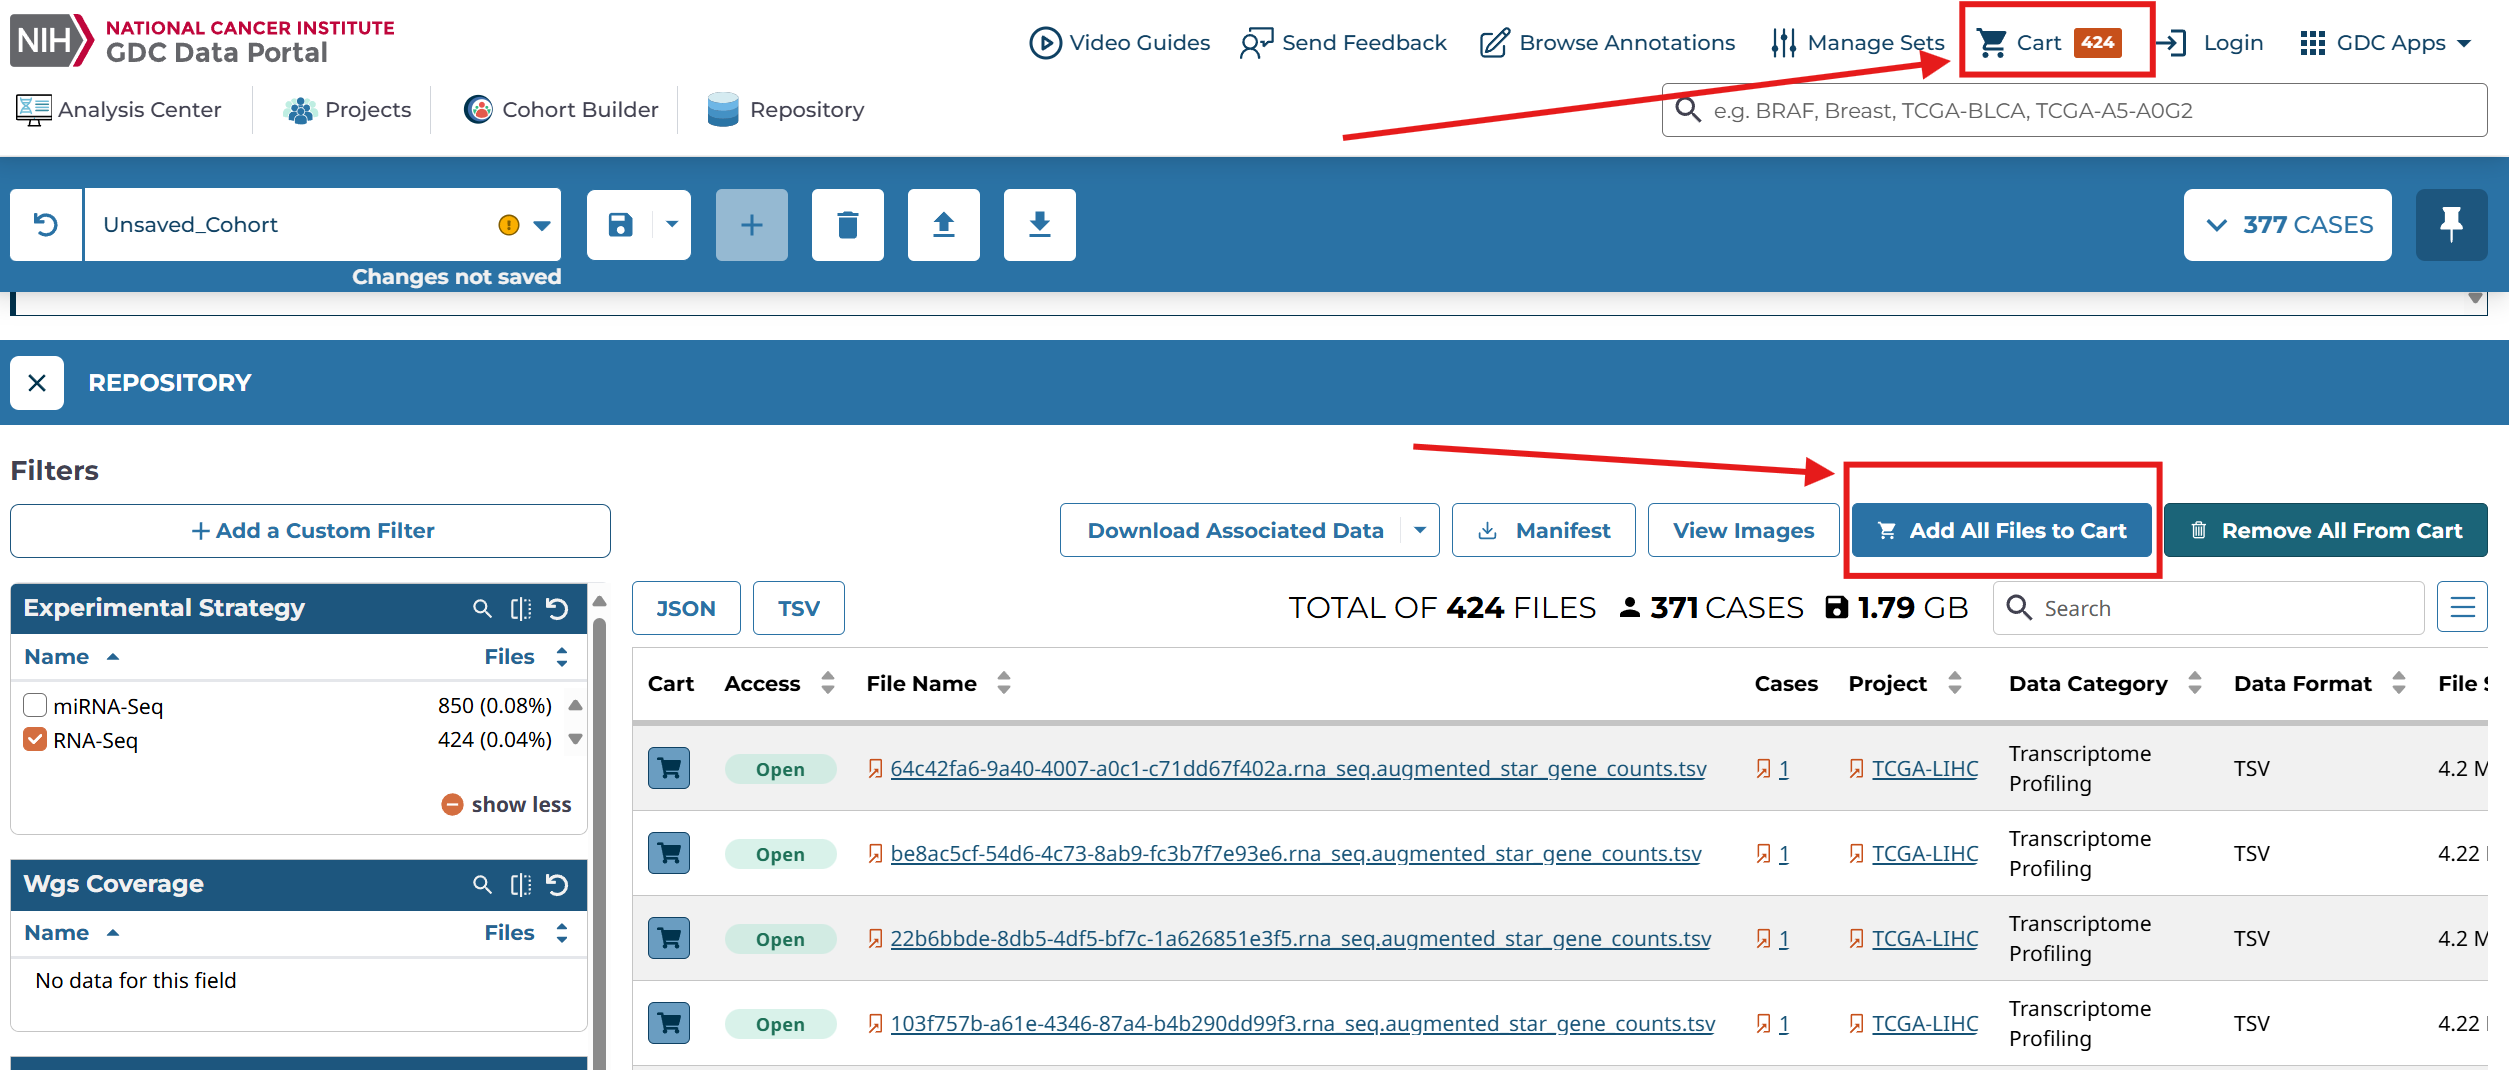 NIH NATIONAL CANCER INSTITUTE
GDC Data Portal
Video Guides Send Feedback Browse Annotations Manage Sets Cart 424 Login GDC Apps
Analysis Center Projects Cohort Builder Repository
e.g. BRAF, Breast, TCGA-BLCA, TCGA-A5-A0G2
Unsaved_Cohort
377 CASES
Changes not saved
REPOSITORY
Filters
+ Add a Custom Filter
Download Associated Data Manifest View Images Add All Files to Cart Remove All From Cart
Experimental Strategy
Name Files
miRNA-Seq 850 (0.08%)
RNA-Seq 424 (0.04%)
show less
Wgs Coverage
Name Files
No data for this field
JSON TSV TOTAL OF 424 FILES 371 CASES 1.79 GB Search
Cart Access File Name Cases Project Data Category Data Format File
Open 64c42fa6-9a40-4007-a0c1-c71dd67f402a.rna_seq.augmented_star_gene_counts.tsv 1 TCGA-LIHC Transcriptome Profiling TSV 4.2 M
Open be8ac5cf-54d6-4c73-8ab9-fc3b7f7e93e6.rna_seq.augmented_star_gene_counts.tsv 1 TCGA-LIHC Transcriptome Profiling TSV 4.22
Open 22b6bbde-8db5-4df5-bf7c-1a626851e3f5.rna_seq.augmented_star_gene_counts.tsv 1 TCGA-LIHC Transcriptome Profiling TSV 4.2 M
Open 103f757b-a61e-4346-87a4-b4b290dd99f3.rna_seq.augmented_star_gene_counts.tsv 1 TCGA-LIHC Transcriptome Profiling TSV 4.22